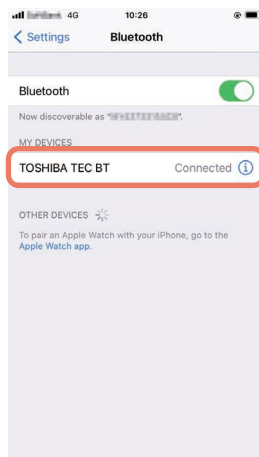 4G 10:26
Settings Bluetooth
Bluetooth
Now discoverable as "
MY DEVICES
TOSHIBA TEC BT Connected i
OTHER DEVICES
To pair an Apple Watch with your iPhone, go to the
Apple Watch app.